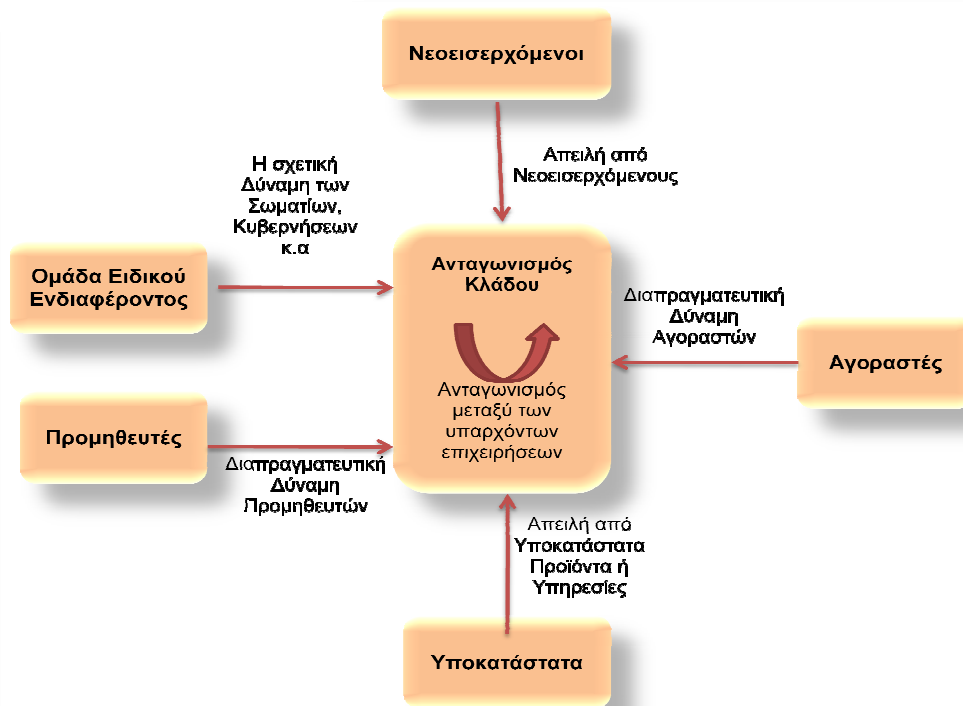 Νεοεισερχόμενοι
Απειλή από
Νεοεισερχόμενους
Η σχετική
Δύναμη των
Σωματίων,
Κυβερνήσεων
κ.α
Ομάδα Ειδικού
Ενδιαφέροντος
Ανταγωνισμός
Κλάδου
Ανταγωνισμός
μεταξύ των
υπαρχόντων
επιχειρήσεων
Διαπραγματευτική
Δύναμη
Αγοραστών
Αγοραστές
Προμηθευτές
Διαπραγματευτική
Δύναμη
Προμηθευτών
Απειλή από
Υποκατάστατα
Προϊόντα ή
Υπηρεσίες
Υποκατάστατα